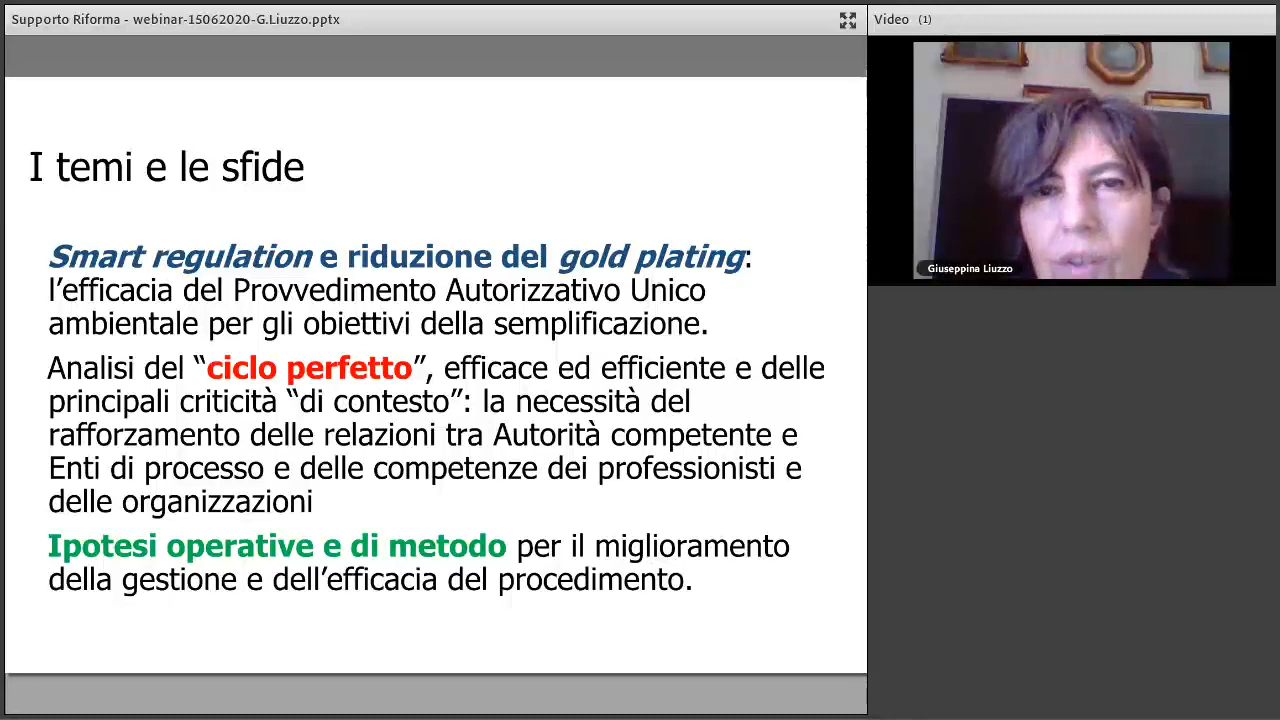 Supporto Riforma - webinar-15062020-G.Liuzzo.pptx
Video (1)
Giuseppina Liuzzo
I temi e le sfide
Smart regulation e riduzione del gold plating:
l’efficacia del Provvedimento Autorizzativo Unico
ambientale per gli obiettivi della semplificazione.
Analisi del “ciclo perfetto”, efficace ed efficiente e delle
principali criticità “di contesto”: la necessità del
rafforzamento delle relazioni tra Autorità competente e
Enti di processo e delle competenze dei professionisti e
delle organizzazioni
Ipotesi operative e di metodo per il miglioramento
della gestione e dell’efficacia del procedimento.